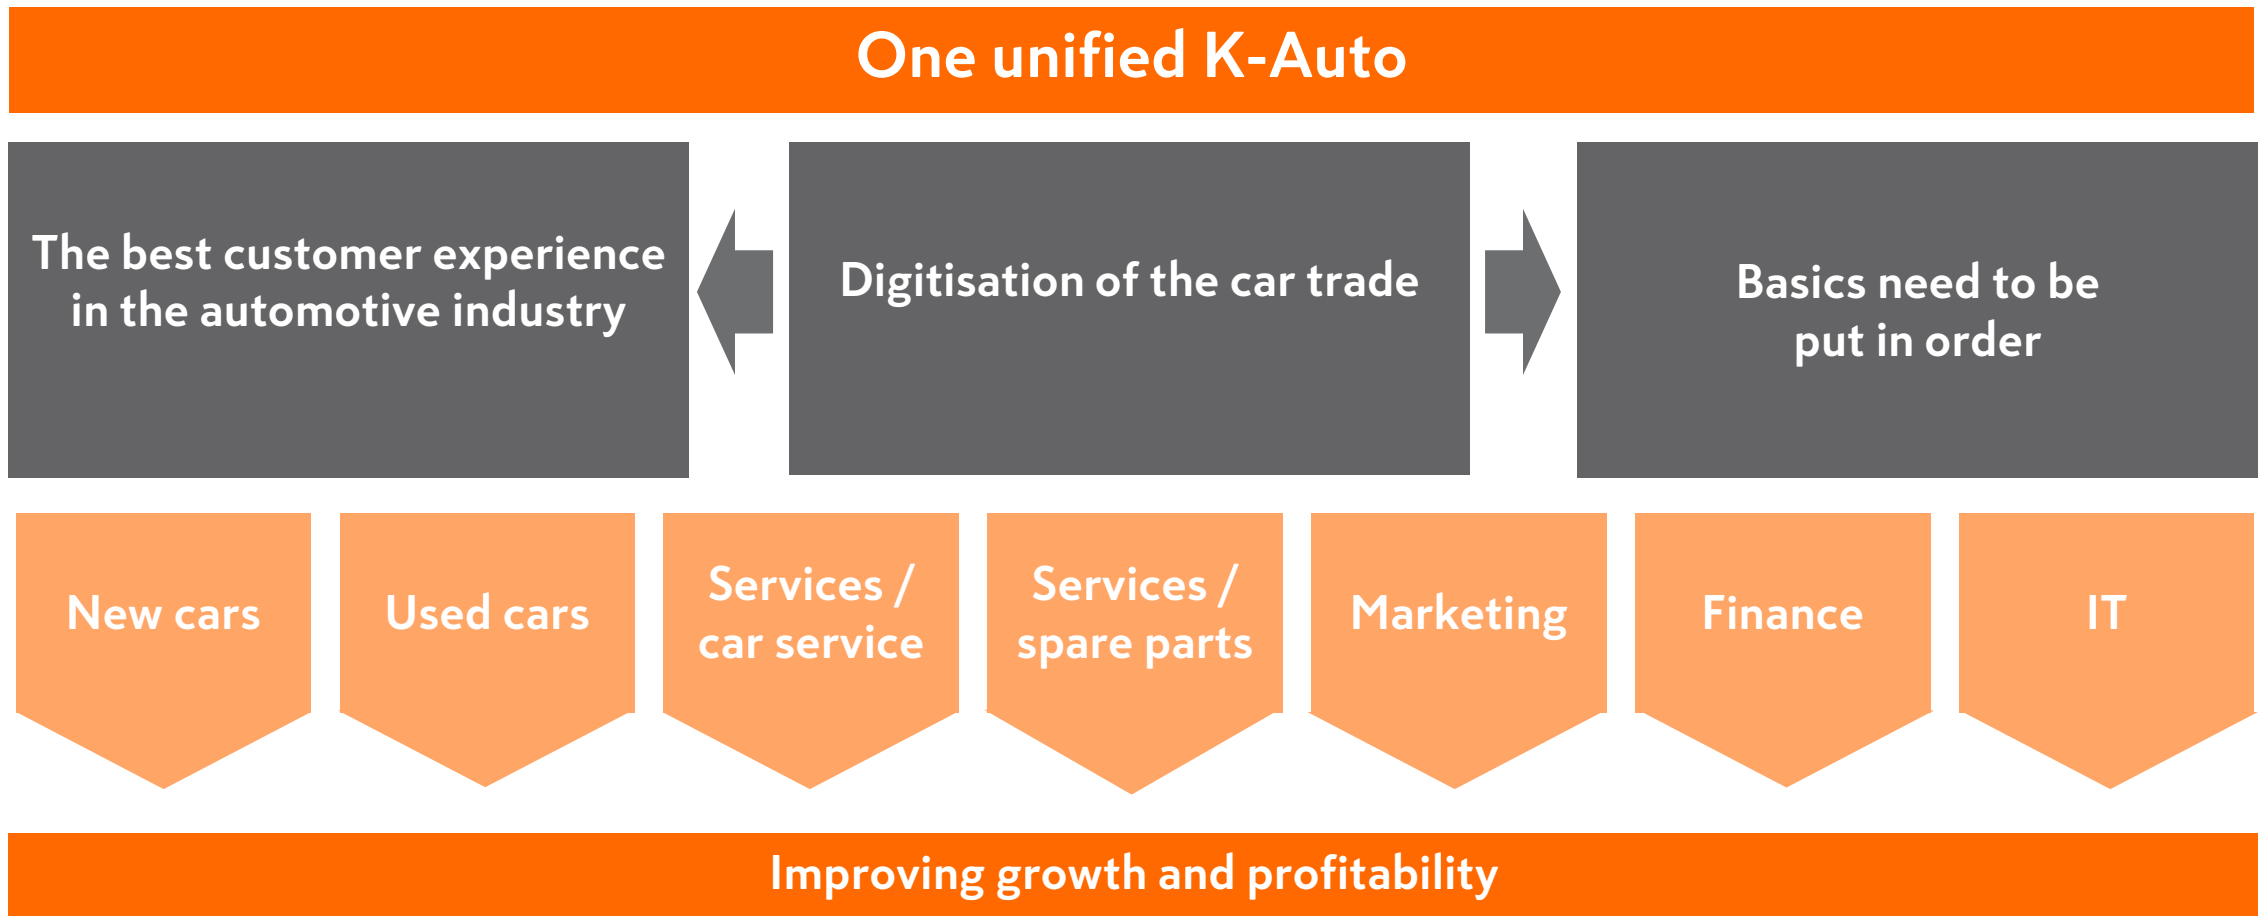 One unified K-Auto
The best customer experience
in the automotive industry
Digitisation of the car trade
Basics need to be
put in order
New cars
Used cars
Services /
car service
Services /
spare parts
Marketing
Finance
IT
Improving growth and profitability